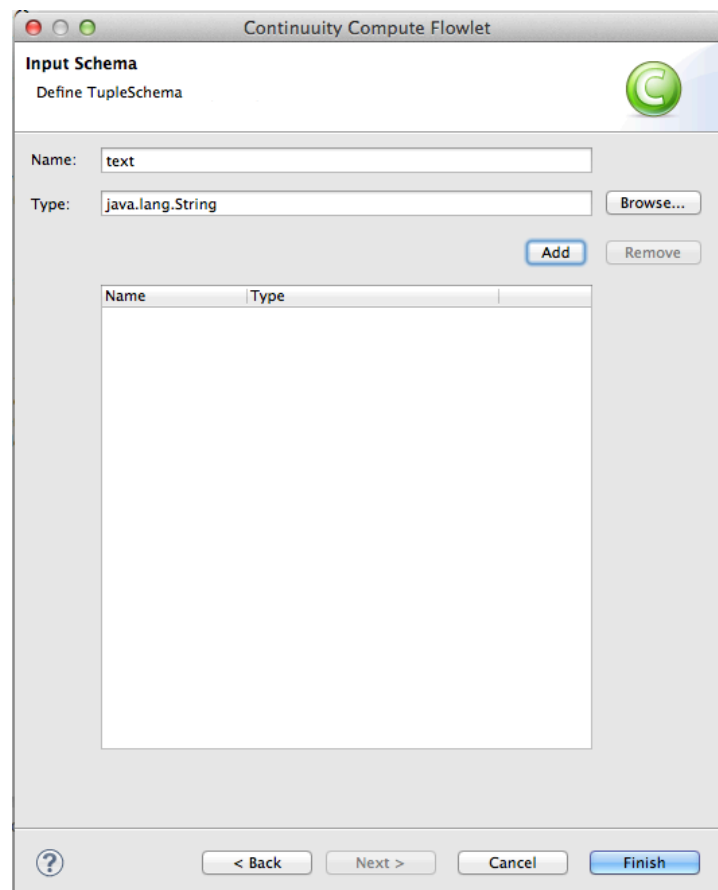 Continuuity Compute Flowlet
Input Schema
Define TupleSchema
C
Name: text
Type: java.lang.String Browse...
Add Remove
Name Type
? < Back Next > Cancel Finish